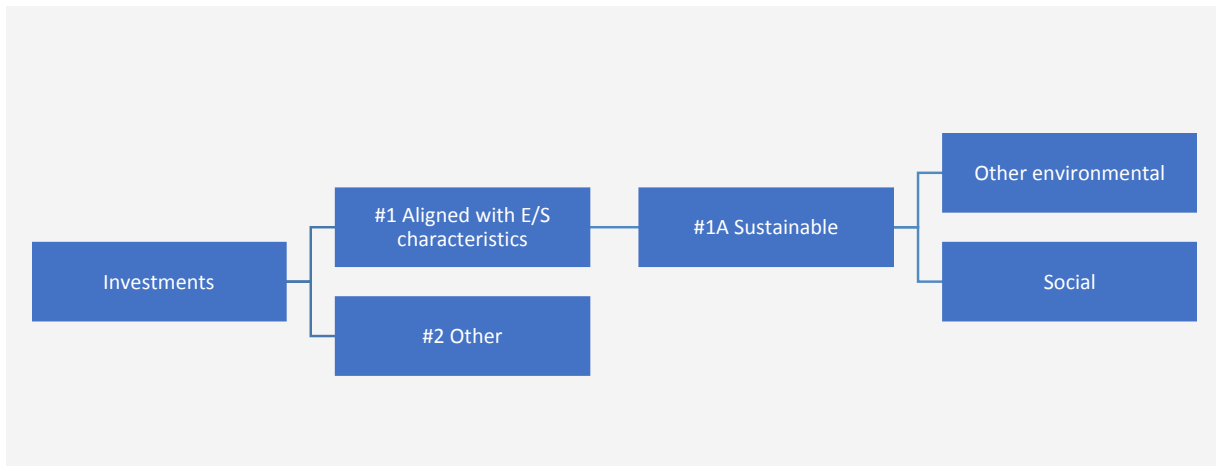 Investments
#1 Aligned with E/S
characteristics
#2 Other
#1A Sustainable
Other environmental
Social